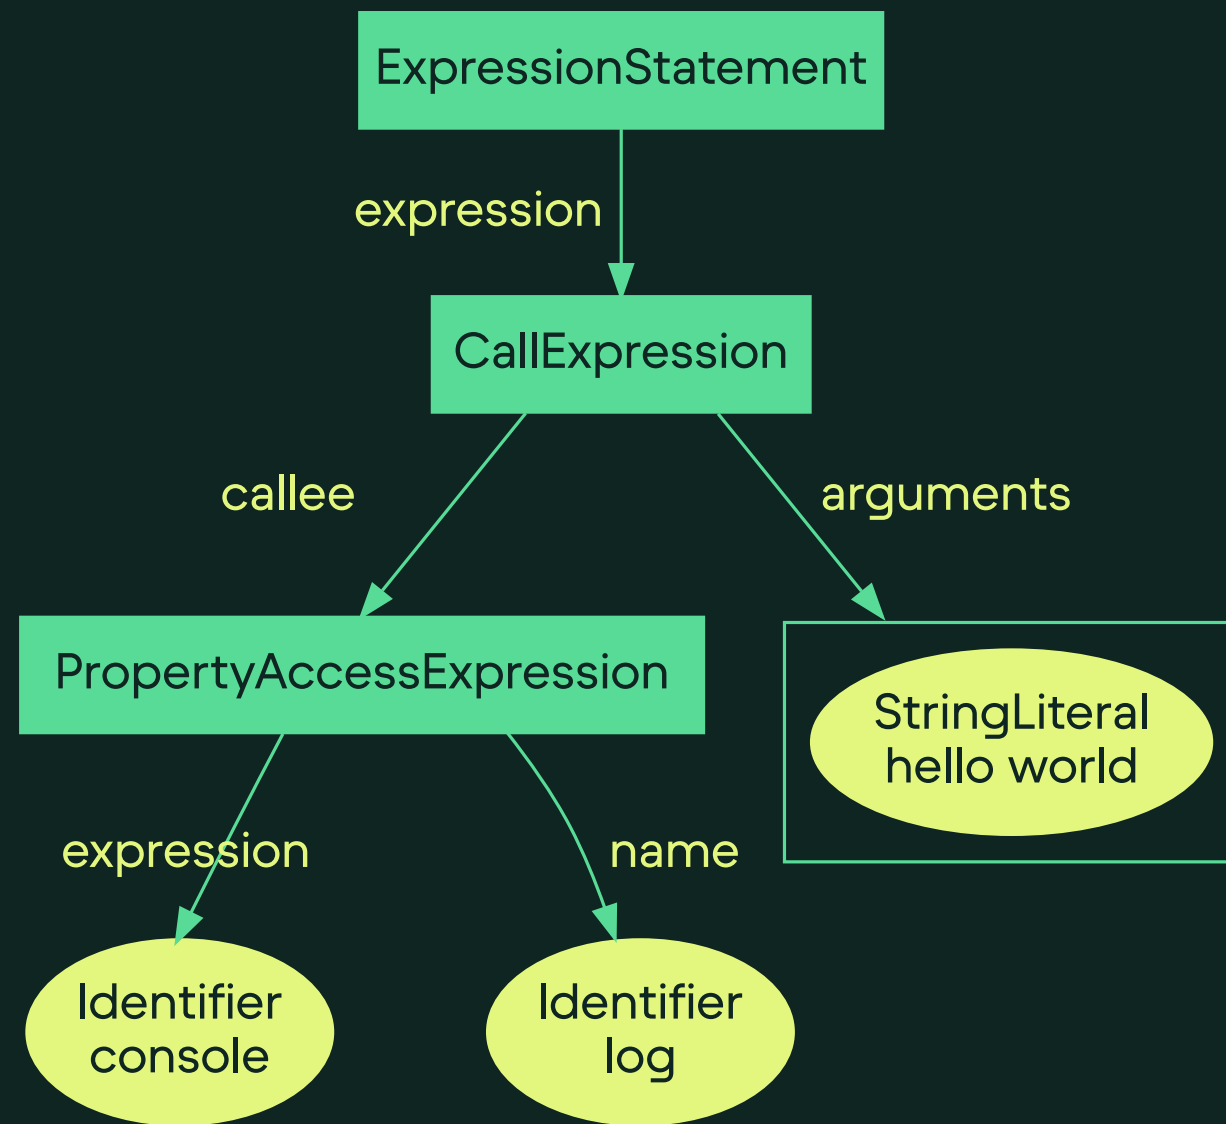 ExpressionStatement
expression
CallExpression
callee
arguments
PropertyAccessExpression
StringLiteral
hello world
expression
name
Identifier
console
Identifier
log